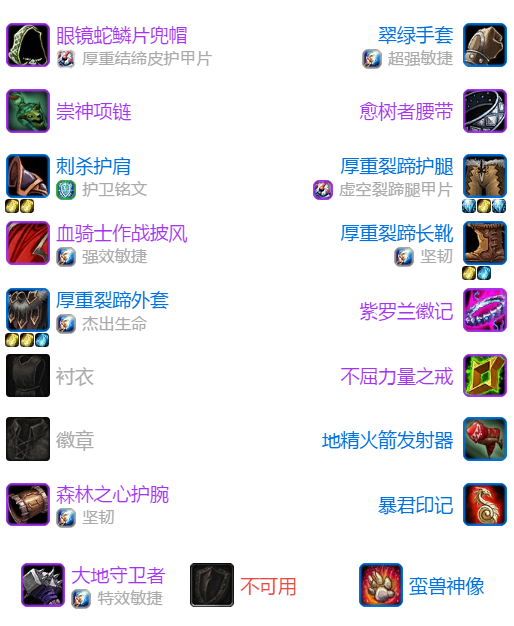 眼镜蛇鳞片兜帽
厚重结缔皮护甲片
翠绿手套
超强敏捷
崇神项链
愈树者腰带
刺杀护肩
护卫铭文
厚重裂蹄护腿
虚空裂蹄腿甲片
血骑士作战披风
强效敏捷
厚重裂蹄长靴
坚韧
厚重裂蹄外套
杰出生命
紫罗兰徽记
衬衣
不屈力量之戒
徽章
地精火箭发射器
森林之心护腕
坚韧
暴君印记
大地守卫者
特效敏捷
不可用
蛮兽神像